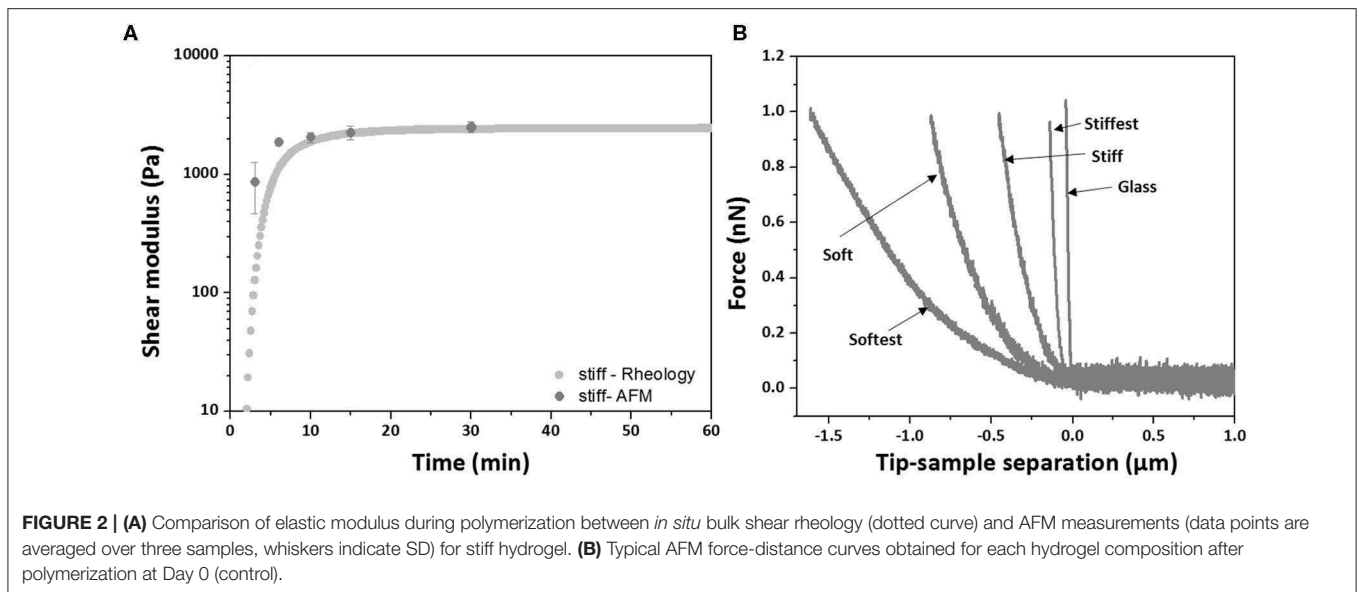 A
10000
1000
100
10
Shear modulus (Pa)
0 10 20 30 40 50 60
Time (min)
stiff - Rheology
stiff- AFM
B
1.2
1.0
0.8
0.6
0.4
0.2
0.0
Force (nN)
Stiffest
Stiff
Glass
Soft
Softest
-1.5 -1.0 -0.5 0.0 0.5 1.0
Tip-sample separation (µm)
FIGURE 2 | (A) Comparison of elastic modulus during polymerization between in situ bulk shear rheology (dotted curve) and AFM measurements (data points are
averaged over three samples, whiskers indicate SD) for stiff hydrogel. (B) Typical AFM force-distance curves obtained for each hydrogel composition after
polymerization at Day 0 (control).